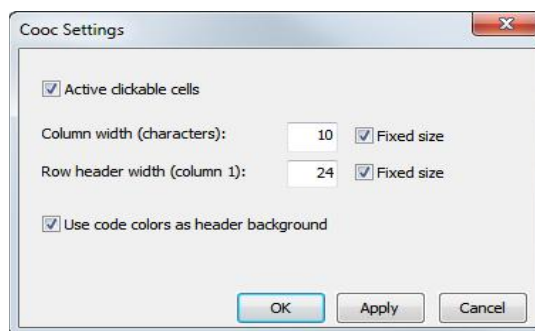 Cooc Settings
Active clickable cells
Column width (characters): 10 Fixed size
Row header width (column 1): 24 Fixed size
Use code colors as header background
OK Apply Cancel